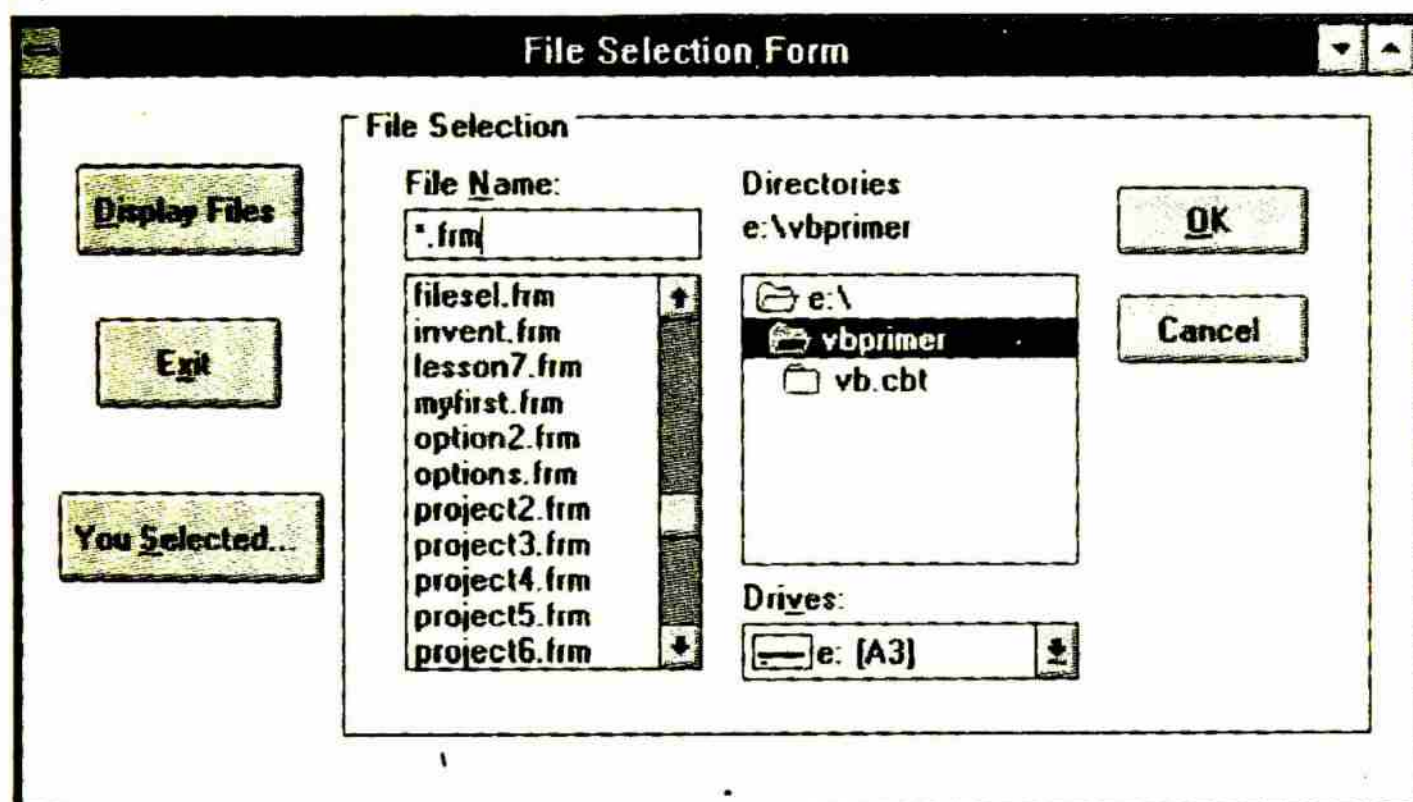 File Selection Form
Display Files
Exit
You Selected...
File Selection
File Name:
*.frm
filesel.frm
invent.frm
lesson7.frm
myfirst.frm
option2.frm
options.frm
project2.frm
project3.frm
project4.frm
project5.frm
project6.frm
Directories
e:\vbprimer
e:\
vbprimer
vb.cbt
Drives:
e: [A3]
OK
Cancel